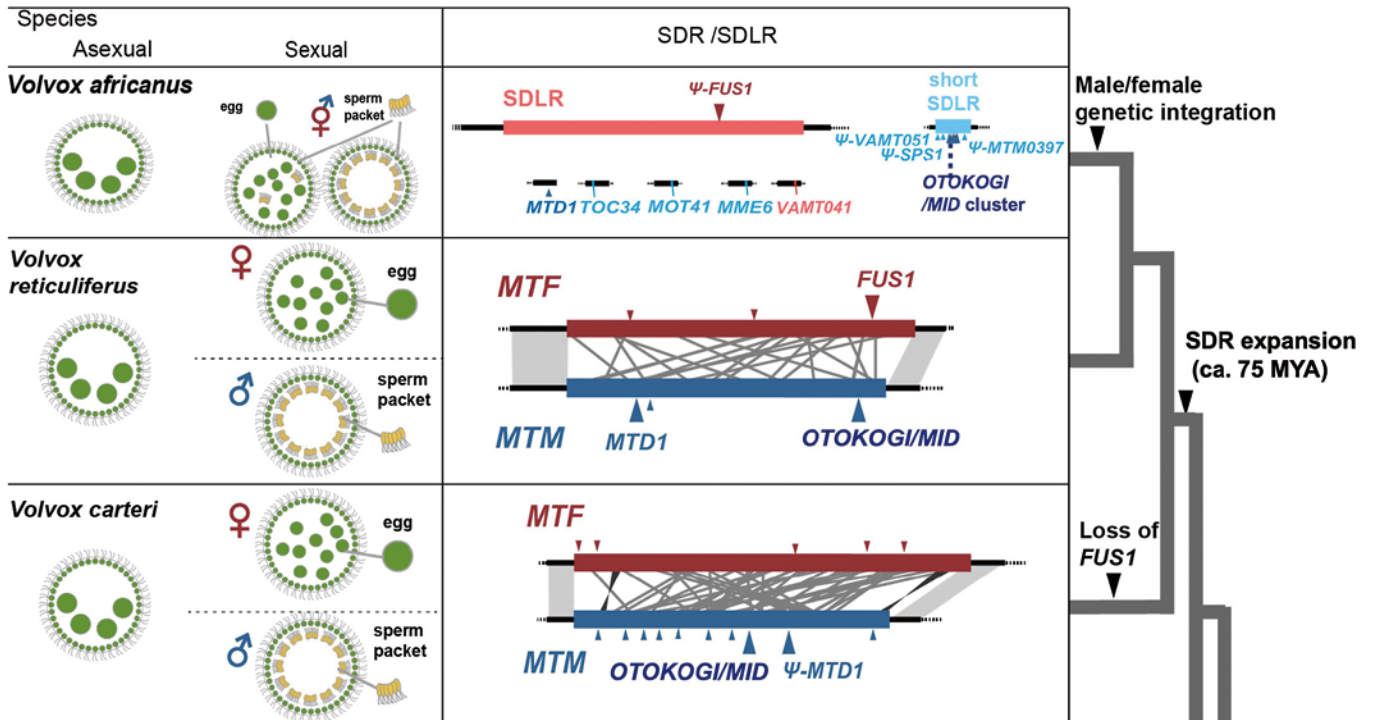 Species
Asexual
Sexual
SDR /SDLR
Volvox africanus
egg
⚥
sperm
packet
SDLR
Ψ-FUS1
short
SDLR
Ψ-VAMT051
Ψ-SPS1
Ψ-MTM0397
OTOKOGI
/MID cluster
MTD1
TOC34
MOT41
MME6
VAMT041
Male/female
genetic integration
Volvox
reticuliferus
♀
egg
♂
sperm
packet
MTF
FUS1
MTM
MTD1
OTOKOGI/MID
SDR expansion
(ca. 75 MYA)
Volvox carteri
♀
egg
♂
sperm
packet
MTF
MTM
OTOKOGI/MID
Ψ-MTD1
Loss of
FUS1